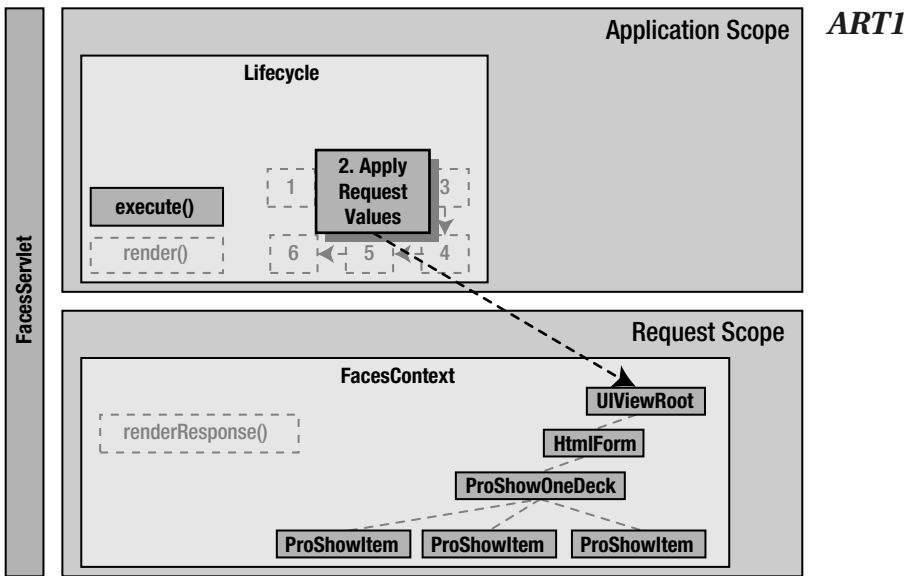 Application Scope
ART1
Lifecycle
2. Apply
Request
Values
1
3
execute()
render()
6
5
4
FacesServlet
Request Scope
FacesContext
UIViewRoot
renderResponse()
HtmlForm
ProShowOneDeck
ProShowItem
ProShowItem
ProShowItem